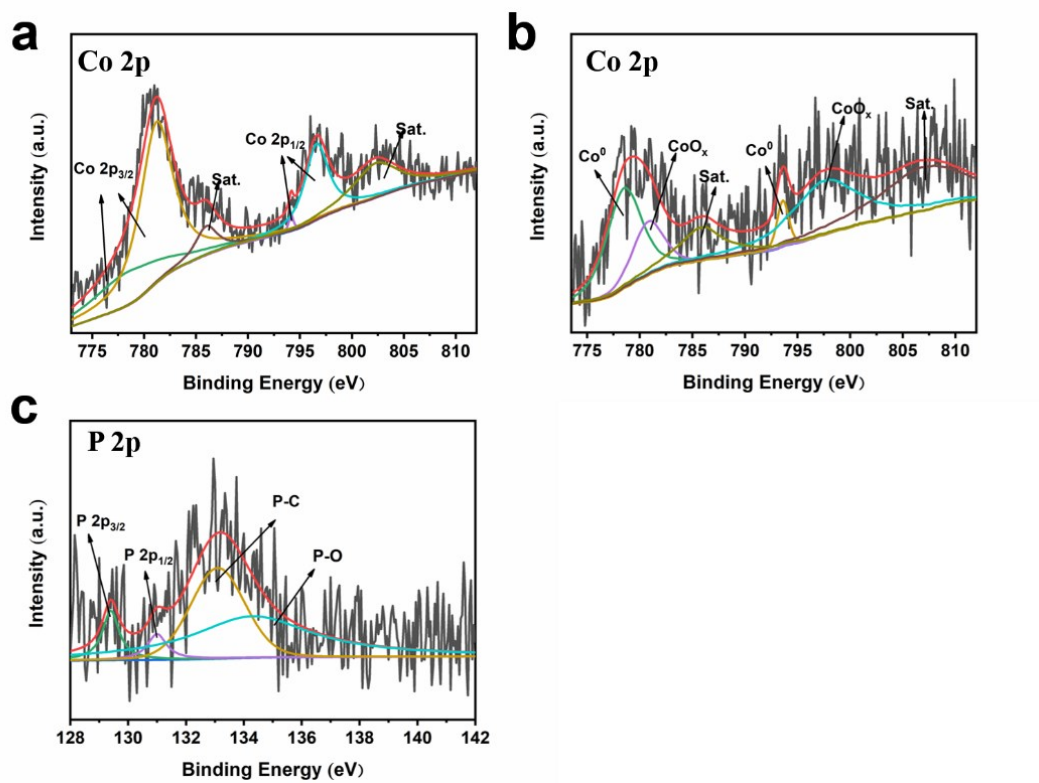 a
Co 2p
Co 2p3/2
Sat.
Co 2p1/2
Sat.
Intensity (a.u.)
775 780 785 790 795 800 805 810
Binding Energy (eV)
b
Co 2p
Co⁰
CoOx
Sat.
Co⁰
CoOx
Sat.
Intensity (a.u.)
775 780 785 790 795 800 805 810
Binding Energy (eV)
c
P 2p
P 2p3/2
P 2p1/2
P-C
P-O
Intensity (a.u.)
128 130 132 134 136 138 140 142
Binding Energy (eV)